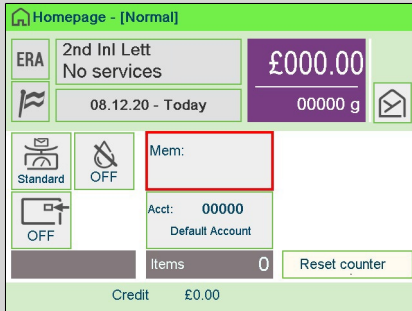 Homepage - [Normal]
ERA
2nd Inl Lett
No services
£000.00
08.12.20 - Today
00000 g
Standard
OFF
Mem:
OFF
Acct: 00000
Default Account
Items 0
Reset counter
Credit £0.00